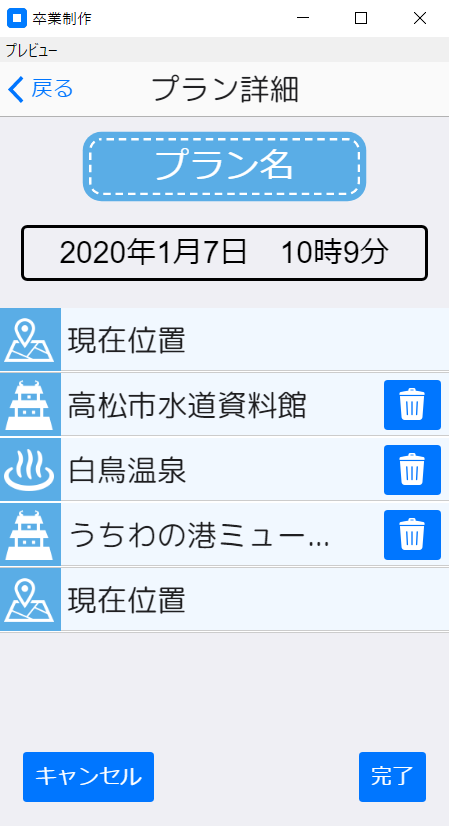 卒業制作
プレビュー
戻る
プラン詳細
プラン名
2020年1月7日　10時9分
現在位置
高松市水道資料館
白鳥温泉
うちわの港ミュー...
現在位置
キャンセル
完了